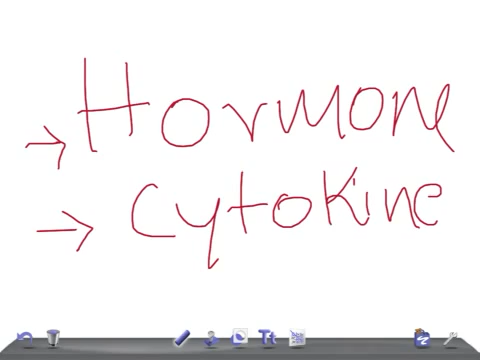 → Hormone
→ Cytokine